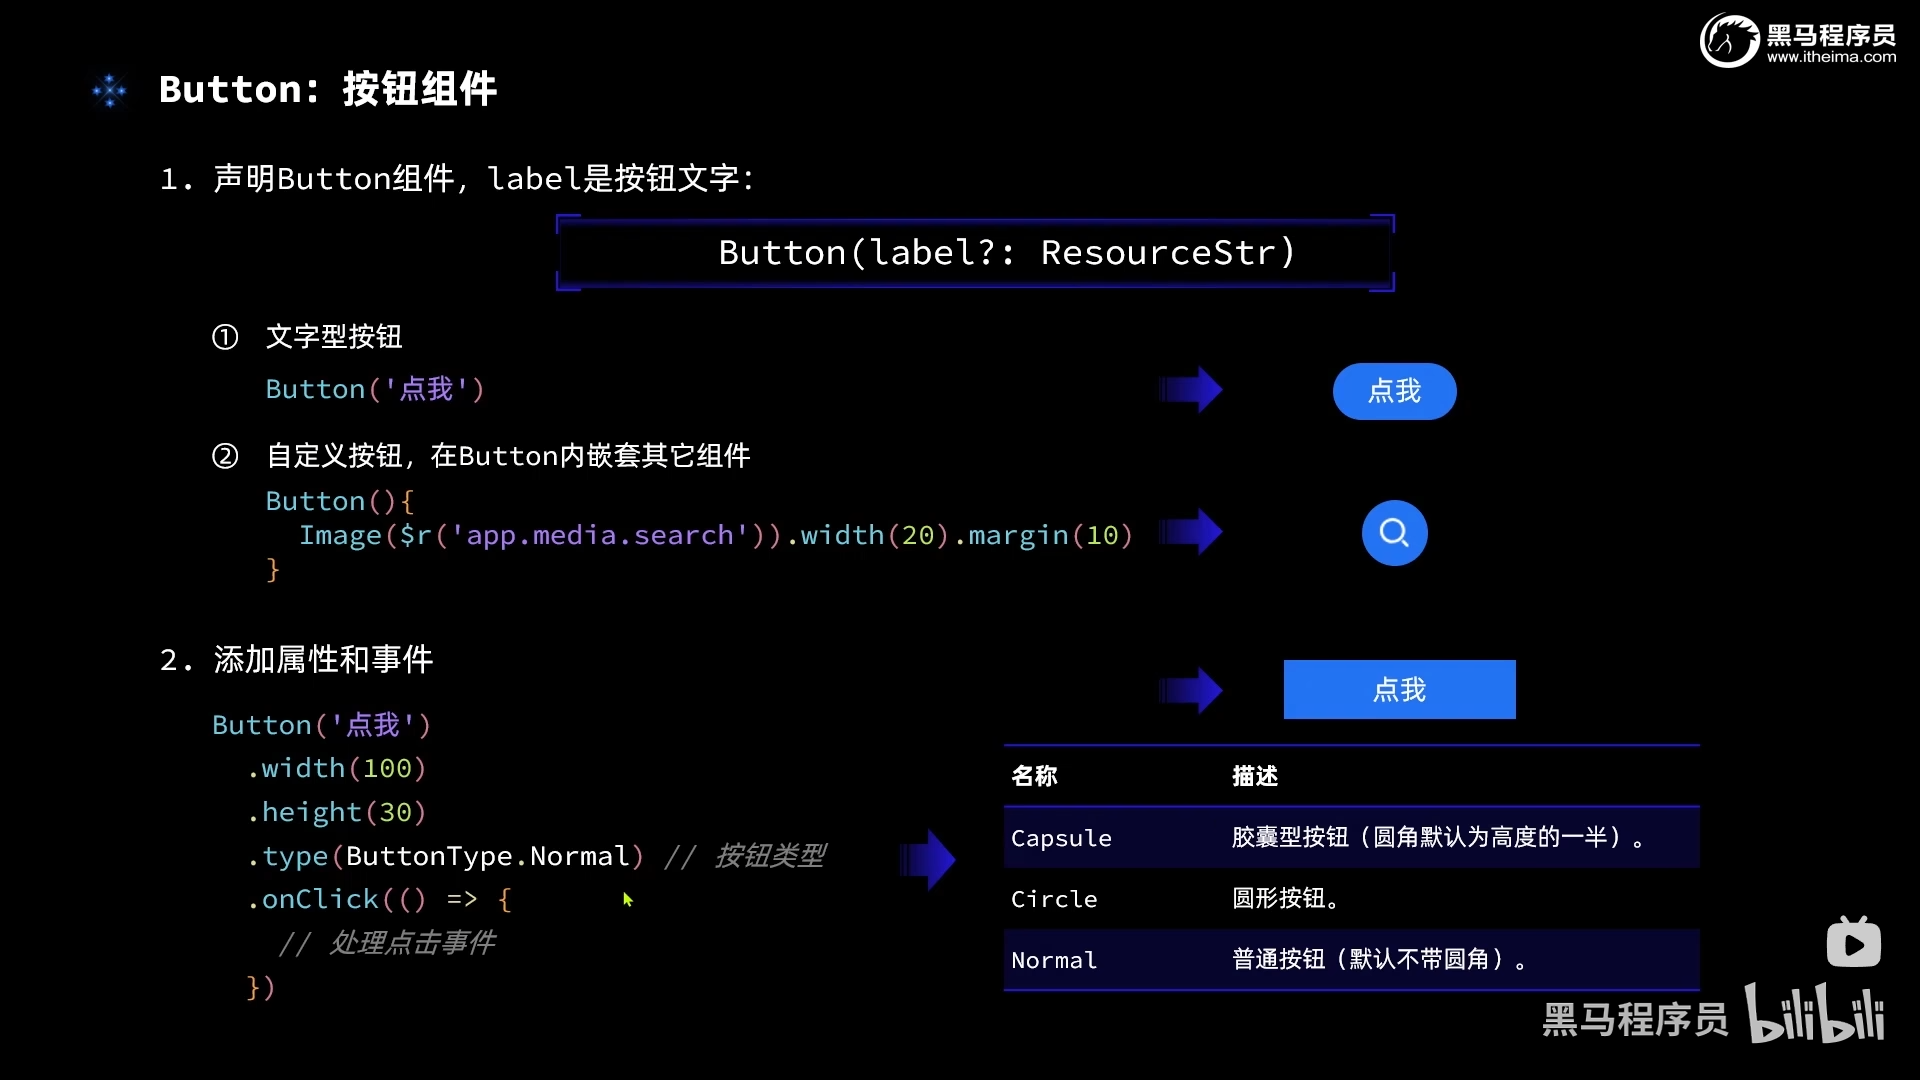 黑马程序员
www.itheima.com
Button：按钮组件
1. 声明Button组件，label是按钮文字：
Button(label?: ResourceStr)
① 文字型按钮
Button('点我')
点我
② 自定义按钮，在Button内嵌套其它组件
Button(){
Image($r('app.media.search')).width(20).margin(10)
}
2. 添加属性和事件
点我
Button('点我')
.width(100)
.height(30)
.type(ButtonType.Normal) // 按钮类型
.onClick(() => {
// 处理点击事件
})
名称 描述
Capsule 胶囊型按钮（圆角默认为高度的一半）。
Circle 圆形按钮。
Normal 普通按钮（默认不带圆角）。
黑马程序员 bilibili